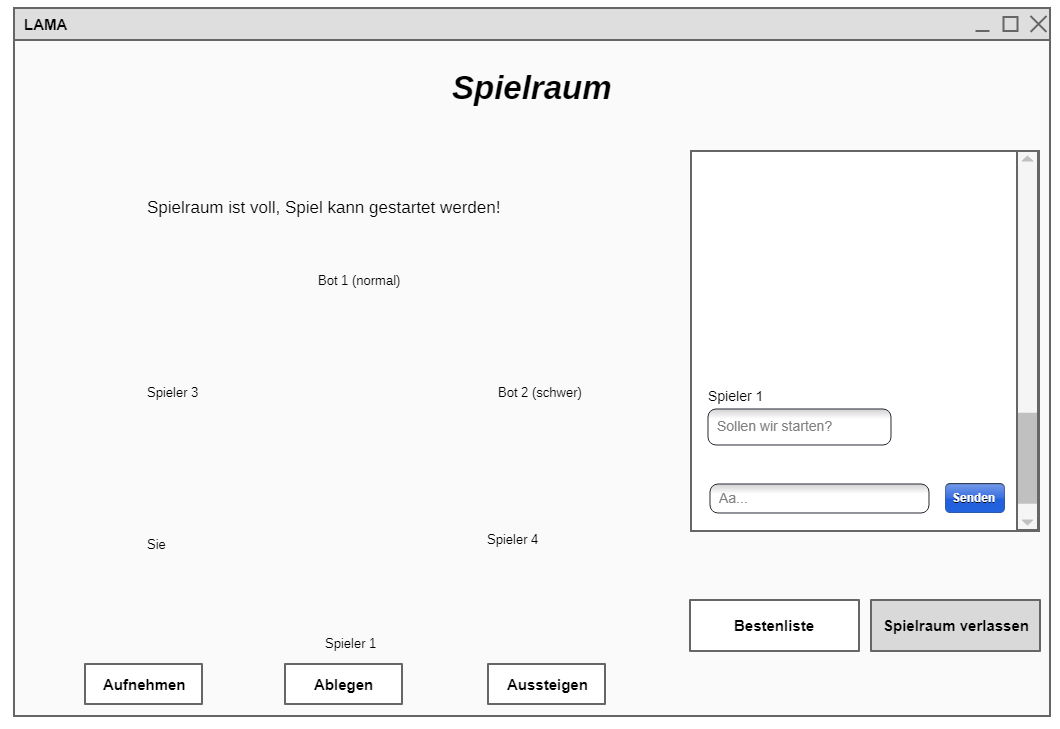 LAMA
Spielraum
Spielraum ist voll, Spiel kann gestartet werden!
Bot 1 (normal)
Spieler 3
Bot 2 (schwer)
Sie
Spieler 4
Spieler 1
Aufnehmen
Ablegen
Aussteigen
Spieler 1
Sollen wir starten?
Aa...
Senden
Bestenliste
Spielraum verlassen